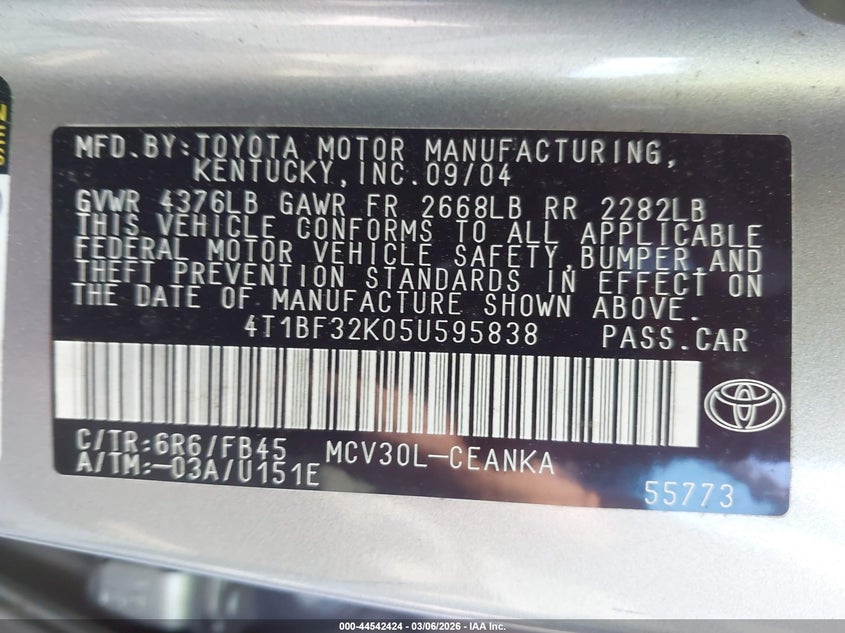 MFD.BY:TOYOTA MOTOR MANUFACTURING,
KENTUCKY,INC.09/04
GVWR 4376LB GAWR FR 2668LB RR 2282LB
THIS VEHICLE CONFORMS TO ALL APPLICABLE
FEDERAL MOTOR VEHICLE SAFETY,BUMPER,AND
THEFT PREVENTION STANDARDS IN EFFECT ON
THE DATE OF MANUFACTURE SHOWN ABOVE.
4T1BF32K05U595838 PASS.CAR
C/TR:6R6/FB45 MCV30L-CEANKA
A/TM:-03A/U151E
55773
000-44542424 | 03/06/2026 – IAA Inc.